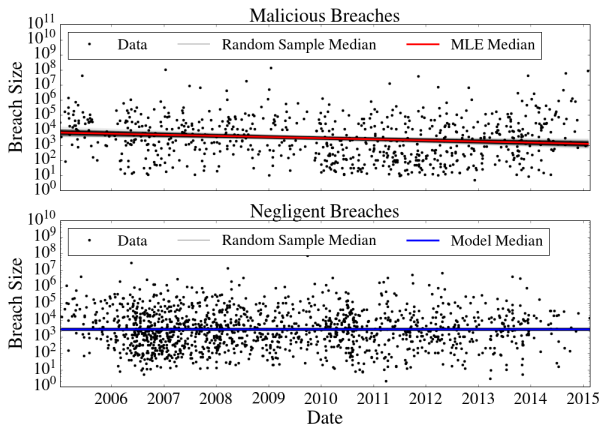 Malicious Breaches
Breach Size
10^11
10^10
10^9
10^8
10^7
10^6
10^5
10^4
10^3
10^2
10^1
10^0
Data
Random Sample Median
MLE Median
Negligent Breaches
Breach Size
10^10
10^9
10^8
10^7
10^6
10^5
10^4
10^3
10^2
10^1
10^0
Data
Random Sample Median
Model Median
2006 2007 2008 2009 2010 2011 2012 2013 2014 2015
Date